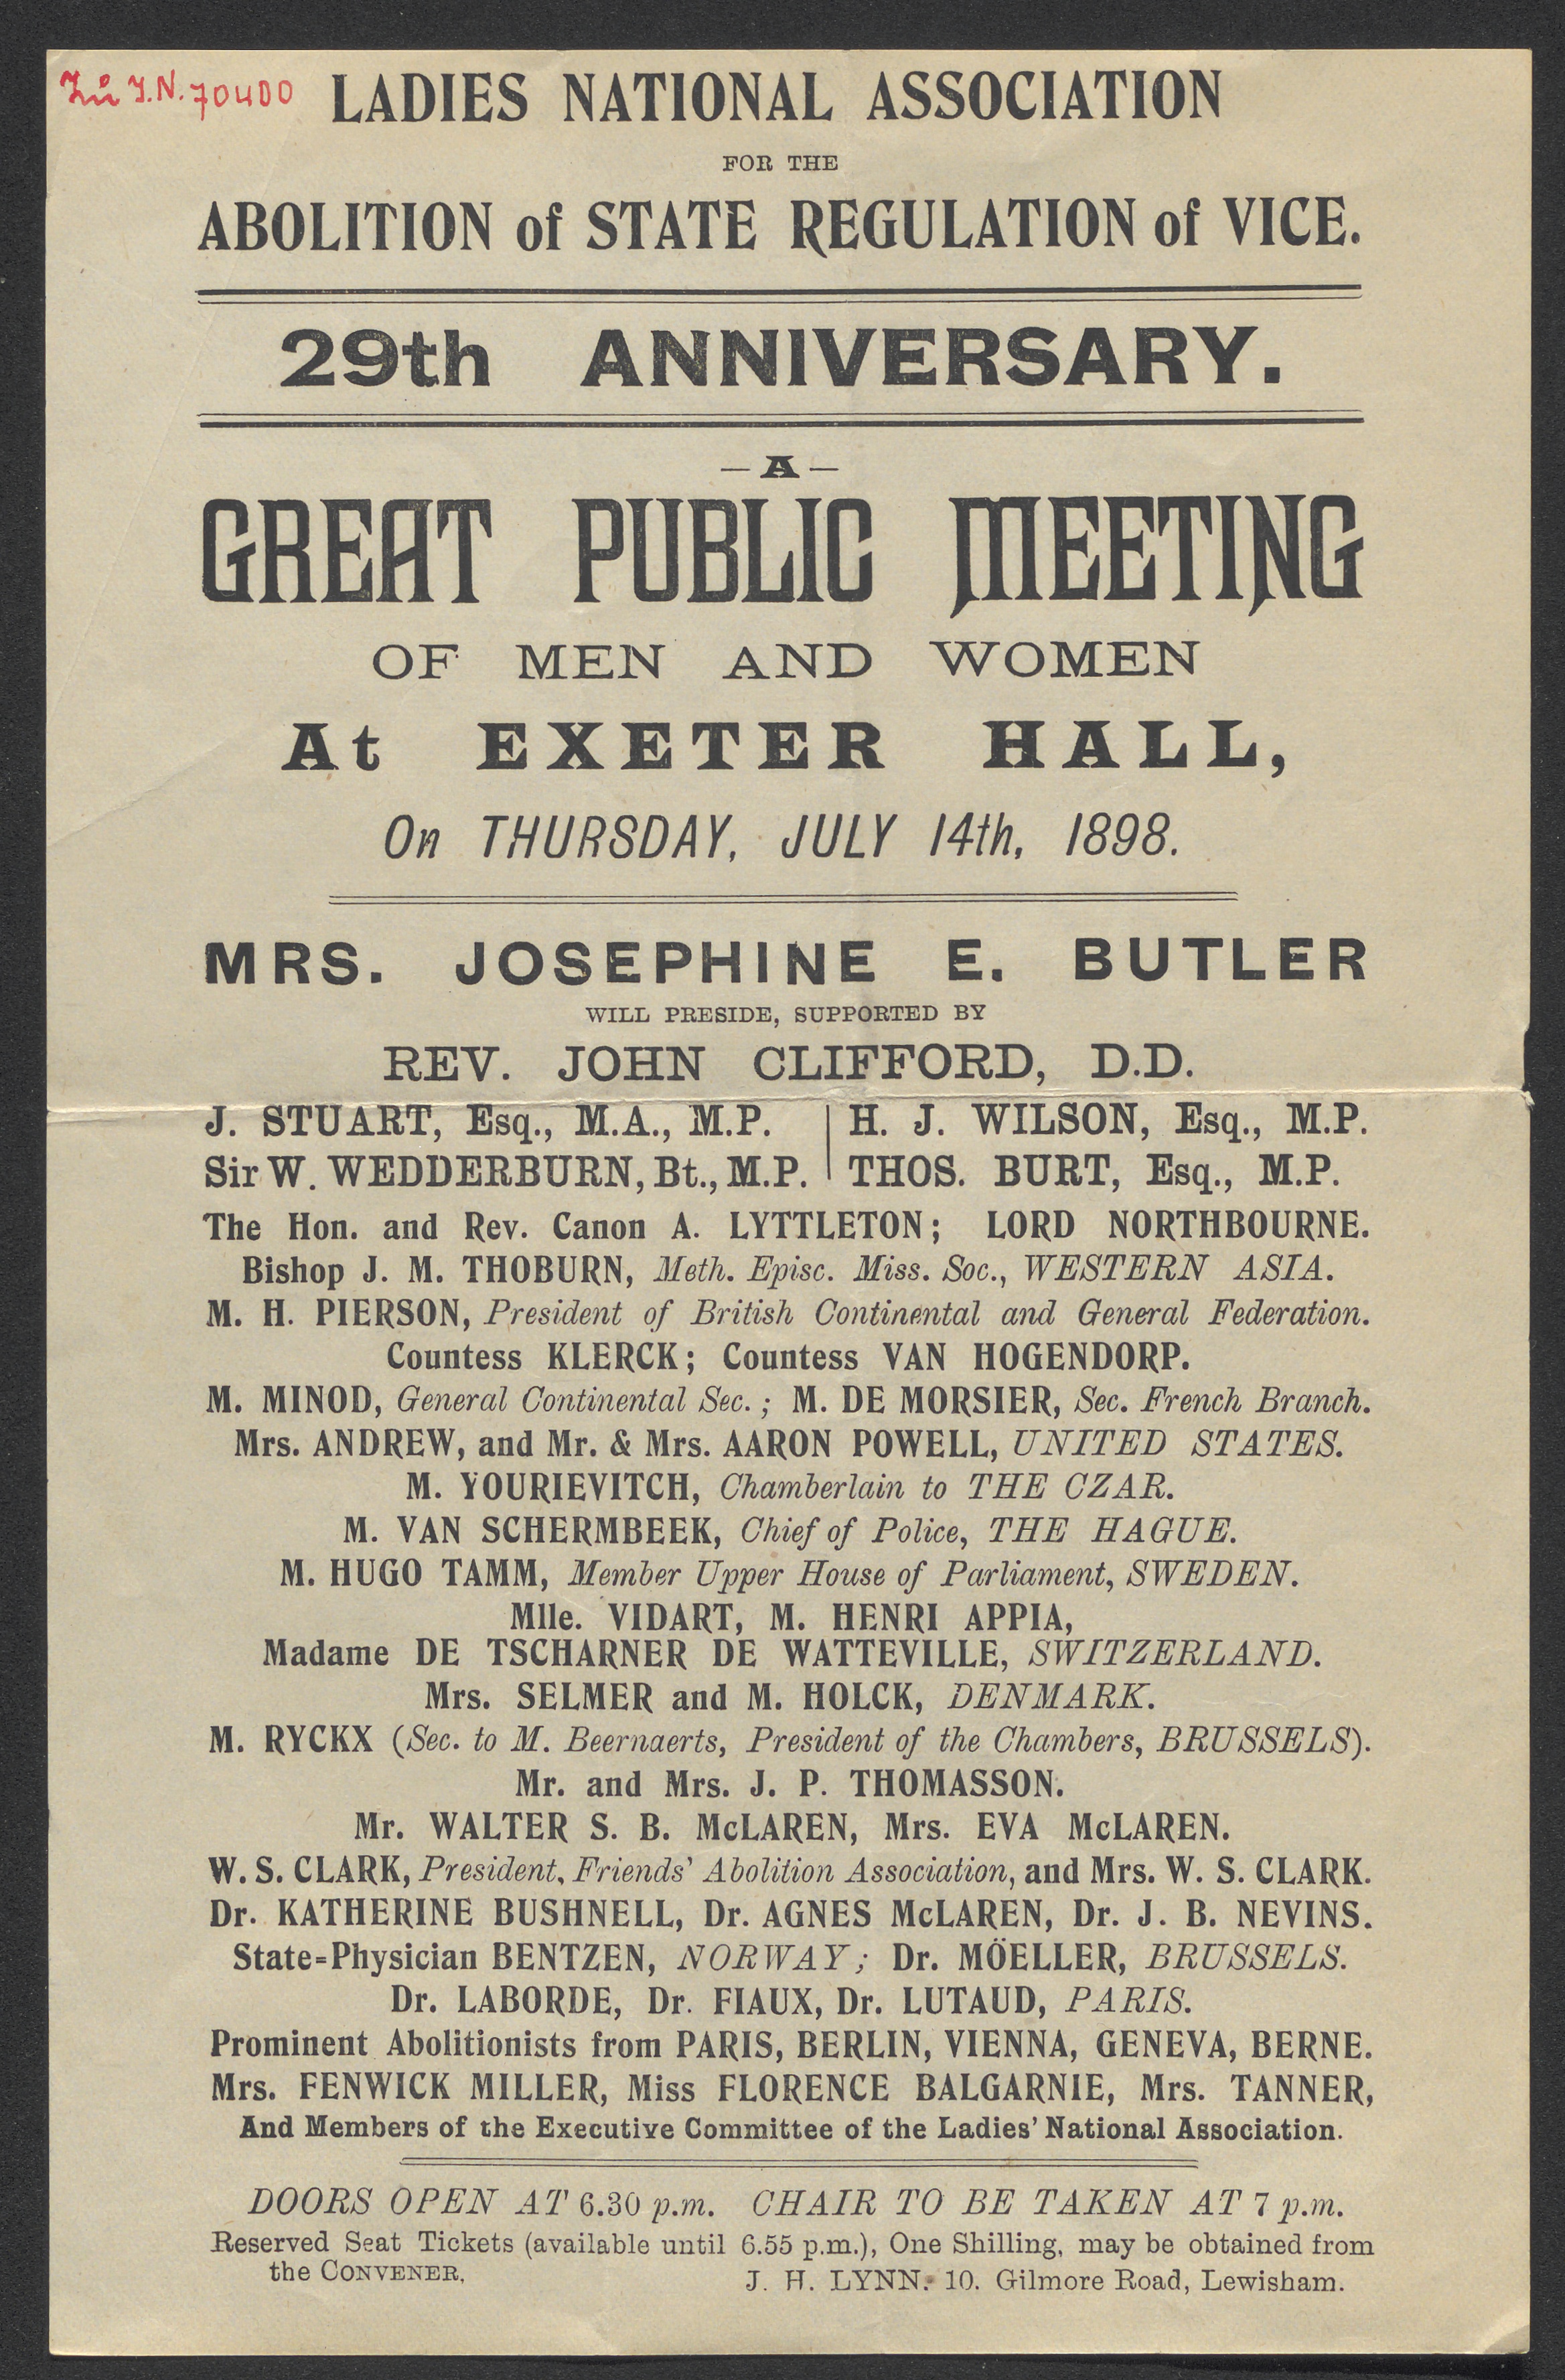 Zu I.N. 70400
LADIES NATIONAL ASSOCIATION
FOR THE
ABOLITION of STATE REGULATION of VICE.
29th ANNIVERSARY.
—A—
GREAT PUBLIC MEETING
OF MEN AND WOMEN
At EXETER HALL,
On THURSDAY, JULY 14th, 1898.
MRS. JOSEPHINE E. BUTLER
WILL PRESIDE, SUPPORTED BY
REV. JOHN CLIFFORD, D.D.
J. STUART, Esq., M.A., M.P. | H. J. WILSON, Esq., M.P.
Sir W. WEDDERBURN, Bt., M.P. | THOS. BURT, Esq., M.P.
The Hon. and Rev. Canon A. LYTTLETON; LORD NORTHBOURNE.
Bishop J. M. THOBURN, Meth. Episc. Miss. Soc., WESTERN ASIA.
M. H. PIERSON, President of British Continental and General Federation.
Countess KLERCK; Countess VAN HOGENDORP.
M. MINOD, General Continental Sec.; M. DE MORSIER, Sec. French Branch.
Mrs. ANDREW, and Mr. & Mrs. AARON POWELL, UNITED STATES.
M. YOURIEVITCH, Chamberlain to THE CZAR.
M. VAN SCHERMBEEK, Chief of Police, THE HAGUE.
M. HUGO TAMM, Member Upper House of Parliament, SWEDEN.
Mlle. VIDART, M. HENRI APPIA,
Madame DE TSCHARNER DE WATTEVILLE, SWITZERLAND.
Mrs. SELMER and M. HOLCK, DENMARK.
M. RYCKX (Sec. to M. Beernaerts, President of the Chambers, BRUSSELS).
Mr. and Mrs. J. P. THOMASSON.
Mr. WALTER S. B. McLAREN, Mrs. EVA McLAREN.
W. S. CLARK, President, Friends' Abolition Association, and Mrs. W. S. CLARK.
Dr. KATHERINE BUSHNELL, Dr. AGNES McLAREN, Dr. J. B. NEVINS.
State=Physician BENTZEN, NORWAY; Dr. MÖELLER, BRUSSELS.
Dr. LABORDE, Dr. FIAUX, Dr. LUTAUD, PARIS.
Prominent Abolitionists from PARIS, BERLIN, VIENNA, GENEVA, BERNE.
Mrs. FENWICK MILLER, Miss FLORENCE BALGARNIE, Mrs. TANNER,
And Members of the Executive Committee of the Ladies' National Association.
DOORS OPEN AT 6.30 p.m. CHAIR TO BE TAKEN AT 7 p.m.
Reserved Seat Tickets (available until 6.55 p.m.), One Shilling, may be obtained from
the CONVENER, J. H. LYNN. 10. Gilmore Road, Lewisham.